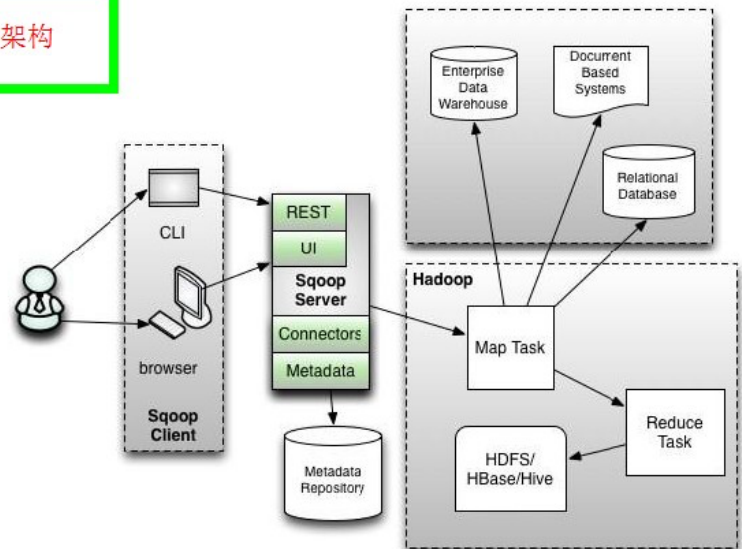 架构
Enterprise
Data
Warehouse
Document
Based
Systems
Relational
Database
CLI
browser
Sqoop
Client
REST
UI
Sqoop
Server
Connectors
Metadata
Metadata
Repository
Hadoop
Map Task
Reduce
Task
HDFS/
HBase/Hive